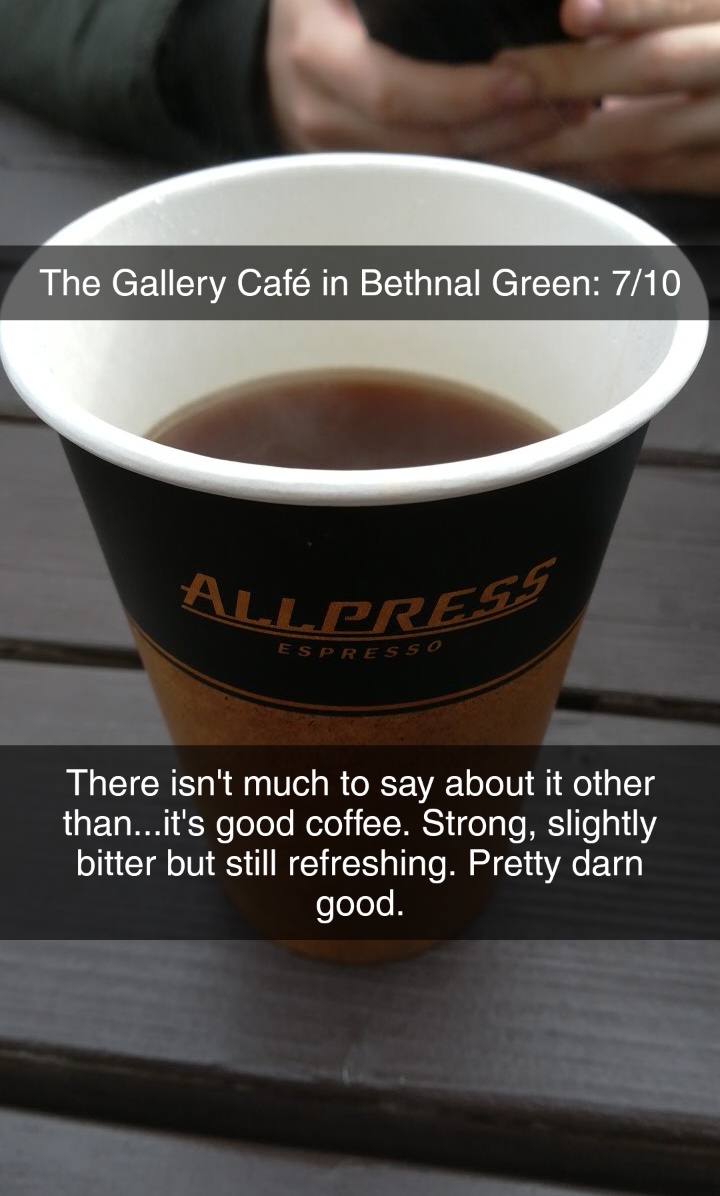 The Gallery Café in Bethnal Green: 7/10
ALLPRESS
ESPRESSO
There isn't much to say about it other
than...it's good coffee. Strong, slightly
bitter but still refreshing. Pretty darn
good.